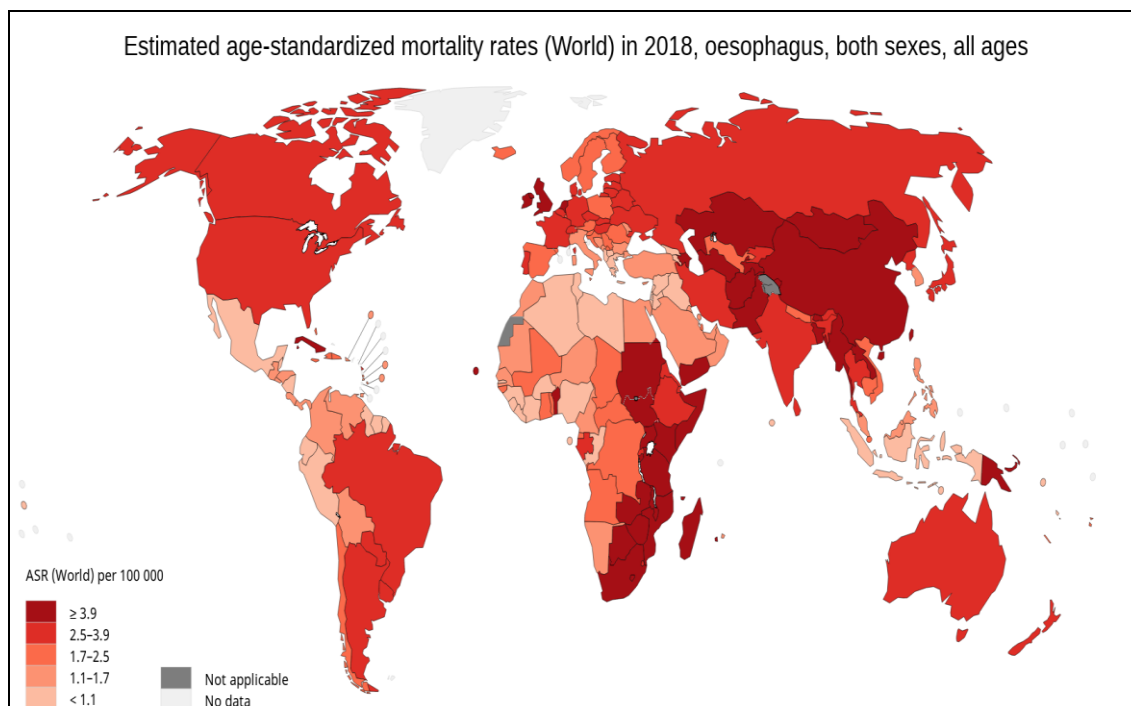 Estimated age-standardized mortality rates (World) in 2018, oesophagus, both sexes, all ages
ASR (World) per 100 000
≥ 3.9
2.5–3.9
1.7–2.5
1.1–1.7
< 1.1
Not applicable
No data